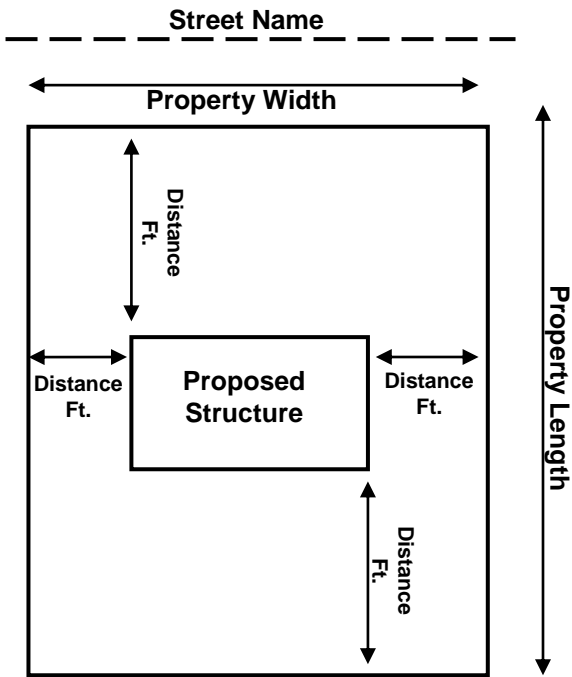 Street Name
Property Width
Distance
Ft.
Property Length
Distance
Ft.
Proposed
Structure
Distance
Ft.
Distance
Ft.